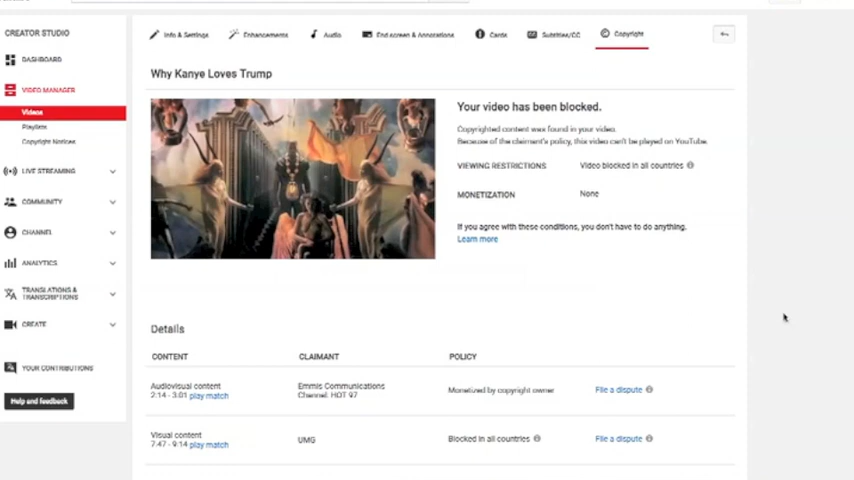 CREATOR STUDIO
Info & Settings
Enhancements
Audio
End screen & Annotations
Cards
Subtitles/CC
Copyright
DASHBOARD
VIDEO MANAGER
Videos
Playlists
Copyright Notices
LIVE STREAMING
COMMUNITY
CHANNEL
ANALYTICS
TRANSLATIONS &
TRANSCRIPTIONS
CREATE
YOUR CONTRIBUTIONS
Help and feedback
Why Kanye Loves Trump
Your video has been blocked.
Copyrighted content was found in your video.
Because of the claimant's policy, this video can't be played on YouTube.
VIEWING RESTRICTIONS Video blocked in all countries
MONETIZATION None
If you agree with these conditions, you don't have to do anything.
Learn more
Details
CONTENT CLAIMANT POLICY
Audiovisual content
2:14 - 3:01 play match
Emmis Communications
Channel: HOT 97
Monetized by copyright owner
File a dispute
Visual content
7:47 - 9:14 play match
UMG
Blocked in all countries
File a dispute